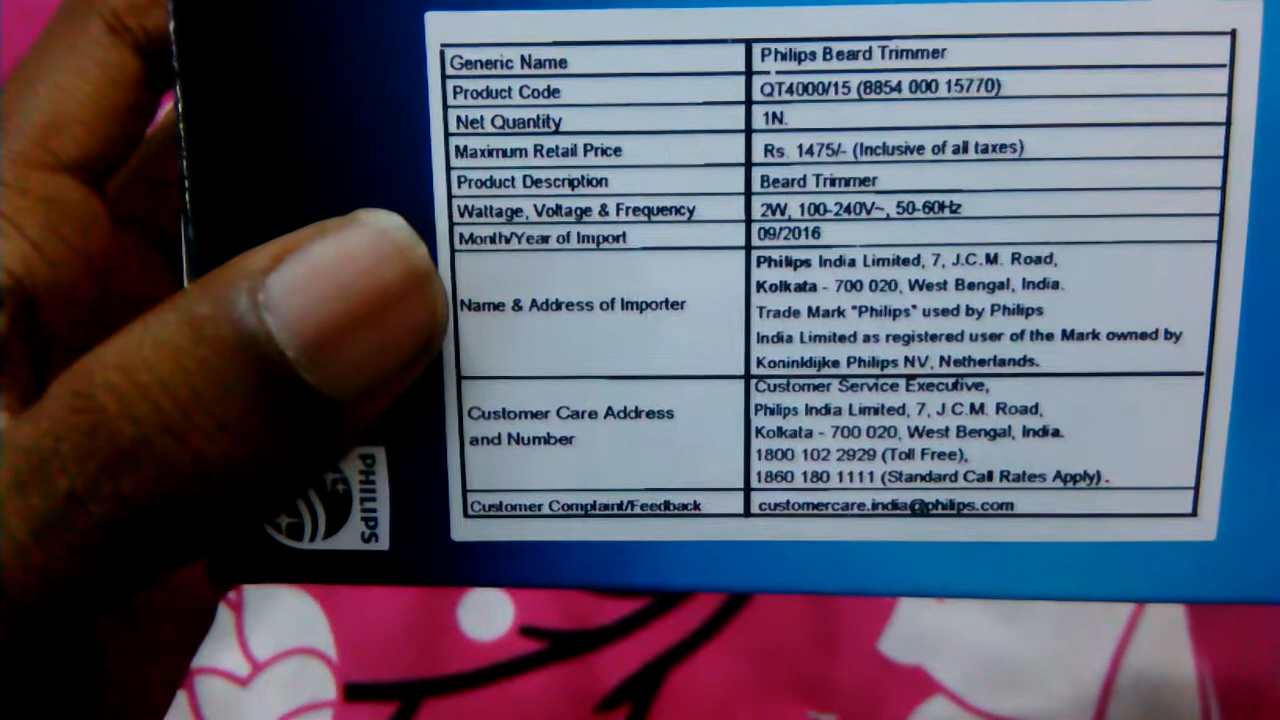 Generic Name
Philips Beard Trimmer
Product Code
QT4000/15 (8854 000 15770)
Net Quantity
1N.
Maximum Retail Price
Rs. 1475/- (Inclusive of all taxes)
Product Description
Beard Trimmer
Wattage, Voltage & Frequency
2W, 100-240V~, 50-60Hz
Month/Year of Import
09/2016
Name & Address of Importer
Philips India Limited, 7, J.C.M. Road,
Kolkata - 700 020, West Bengal, India.
Trade Mark "Philips" used by Philips
India Limited as registered user of the Mark owned by
Koninklijke Philips NV, Netherlands.
Customer Care Address
and Number
Customer Service Executive,
Philips India Limited, 7, J.C.M. Road,
Kolkata - 700 020, West Bengal, India.
1800 102 2929 (Toll Free),
1860 180 1111 (Standard Call Rates Apply).
Customer Complaint/Feedback
customercare.india@philips.com
PHILIPS